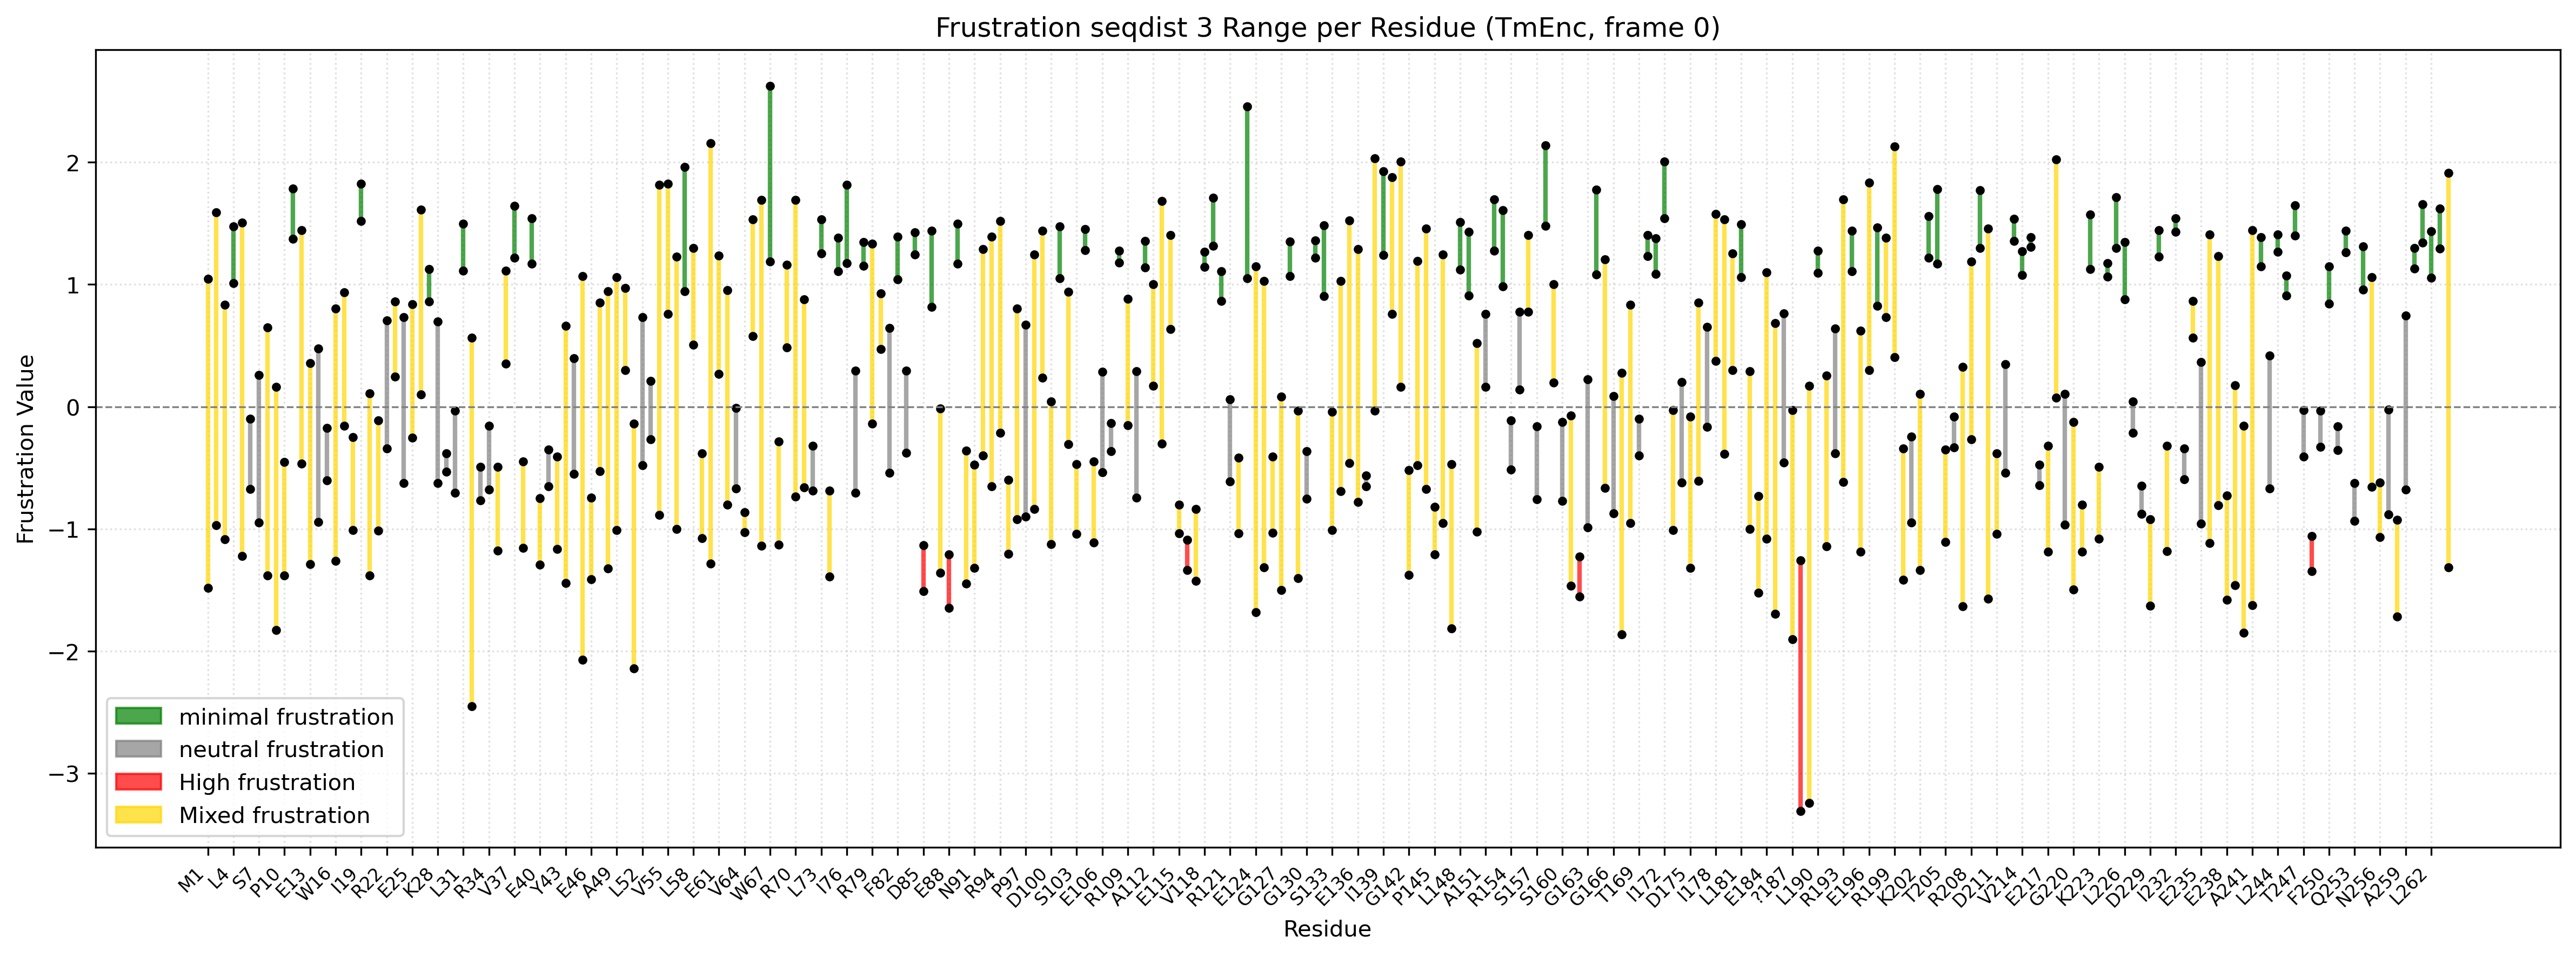 Frustration seqdist 3 Range per Residue (TmEnc, frame 0)
Frustration Value
2
1
0
−1
−2
−3
minimal frustration
neutral frustration
High frustration
Mixed frustration
M1 L4 S7 P10 E13 W16 I19 R22 E25 K28 L31 R34 V37 E40 Y43 E46 A49 L52 V55 L58 E61 V64 W67 R70 L73 I76 R79 F82 D85 E88 N91 R94 P97 D100 S103 E106 R109 A112 E115 V118 R121 E124 G127 G130 S133 E136 I139 G142 P145 L148 A151 R154 S157 S160 G163 G166 T169 I172 D175 I178 L181 E184 ?187 L190 R193 E196 R199 K202 T205 R208 D211 V214 E217 G220 K223 L226 D229 I232 E235 E238 A241 L244 T247 F250 Q253 N256 A259 L262
Residue